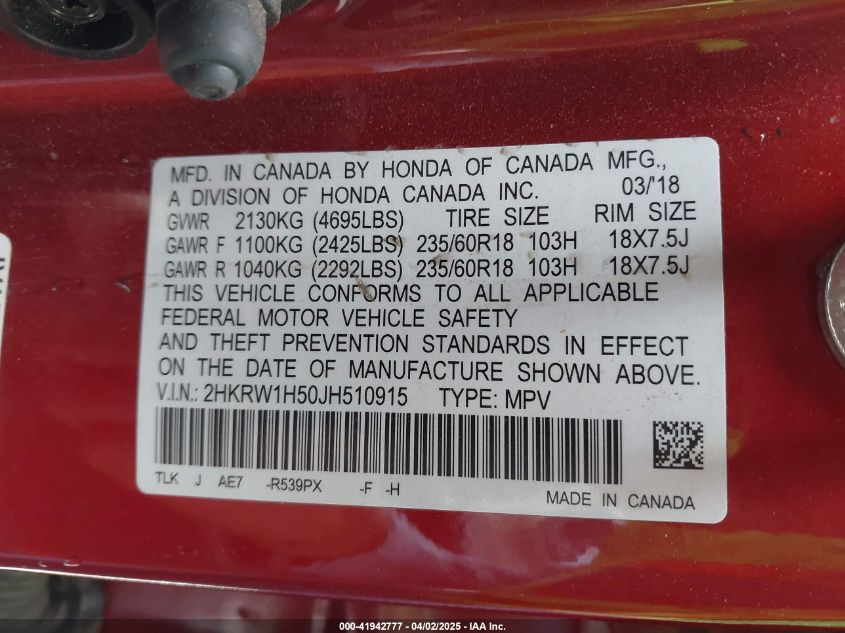 MFD. IN CANADA BY HONDA OF CANADA MFG.,
A DIVISION OF HONDA CANADA INC. 03/'18
GVWR 2130KG (4695LBS) TIRE SIZE RIM SIZE
GAWR F 1100KG (2425LBS) 235/60R18 103H 18X7.5J
GAWR R 1040KG (2292LBS) 235/60R18 103H 18X7.5J
THIS VEHICLE CONFORMS TO ALL APPLICABLE
FEDERAL MOTOR VEHICLE SAFETY
AND THEFT PREVENTION STANDARDS IN EFFECT
ON THE DATE OF MANUFACTURE SHOWN ABOVE.
V.I.N.: 2HKRW1H50JH510915 TYPE: MPV
TLK J AE7 -R539PX -F -H
MADE IN CANADA
000-41942777 - 04/02/2025 - IAA Inc.